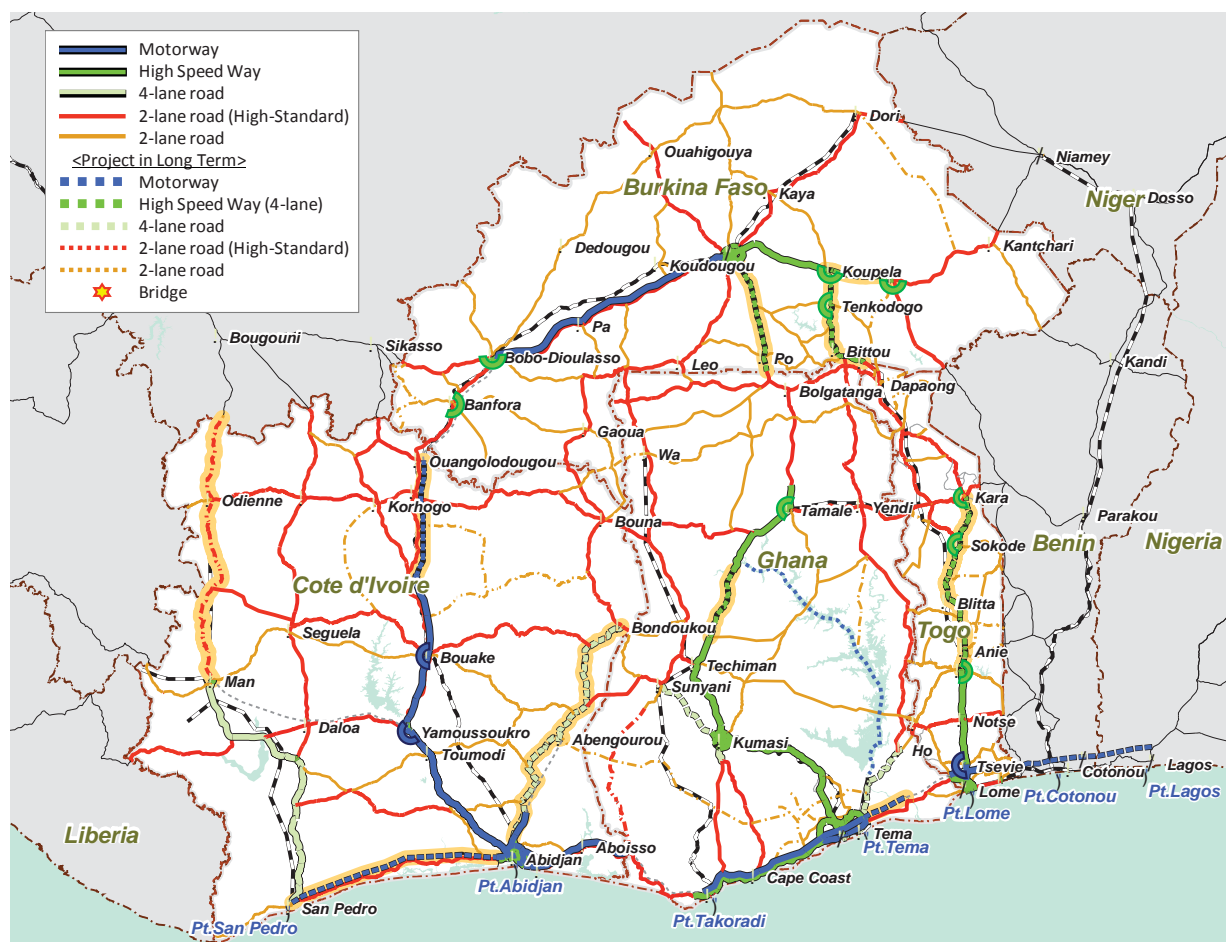 Motorway
High Speed Way
4-lane road
2-lane road (High-Standard)
2-lane road
<Project in Long Term>
Motorway
High Speed Way (4-lane)
4-lane road
2-lane road (High-Standard)
2-lane road
Bridge
Dori
Ouahigouya
Niamey
Burkina Faso
Kaya
Niger
Dosso
Dedougou
Kantchari
Koudougou
Koupela
Tenkodogo
Pa
Bougouni
Sikasso
Bobo-Dioulasso
Leo
Po
Bittou
Kandi
Dapaong
Bolgatanga
Banfora
Gaoua
Wa
Ouangolodougou
Odienne
Korhogo
Bouna
Tamale
Yendi
Kara
Parakou
Sokode
Benin
Nigeria
Ghana
Cote d'Ivoire
Blitta
Togo
Seguela
Bondoukou
Bouake
Anie
Techiman
Man
Sunyani
Daloa
Yamoussoukro
Notse
Toumodi
Abengourou
Kumasi
Ho
Tsevie
Cotonou
Lagos
Lome
Pt.Cotonou
Pt.Lagos
Pt.Lome
Liberia
Tema
Pt.Tema
Aboisso
Abidjan
Cape Coast
Pt.Abidjan
San Pedro
Pt.Takoradi
Pt.San Pedro